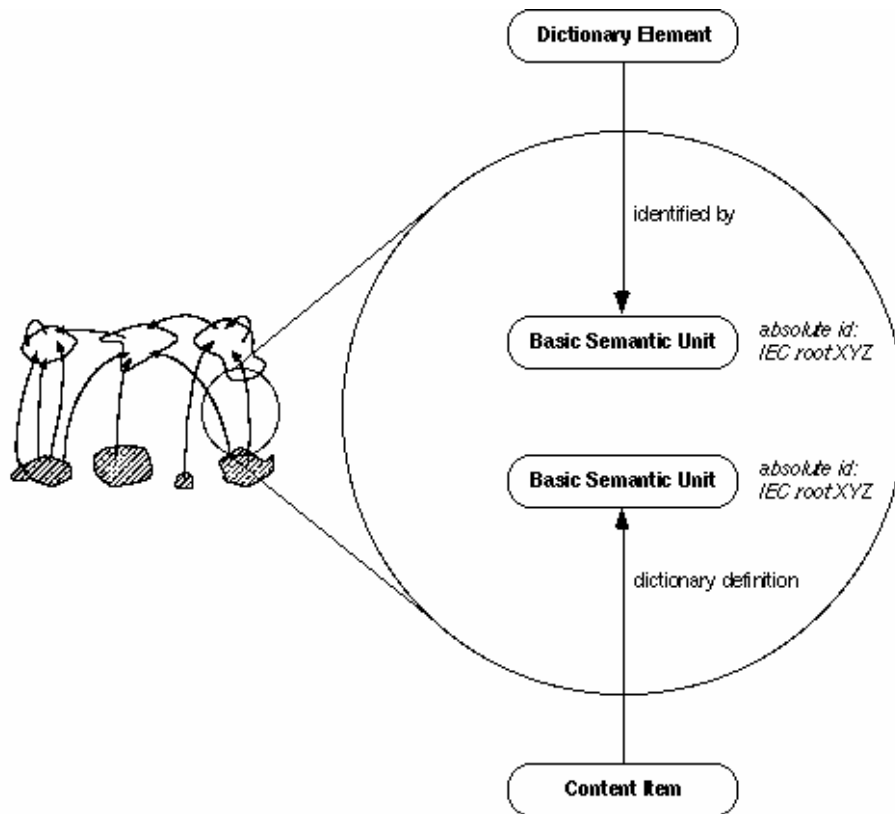 Dictionary Element
identified by
Basic Semantic Unit
absolute id:
IEC root XYZ
Basic Semantic Unit
absolute id:
IEC root XYZ
dictionary definition
Content Item